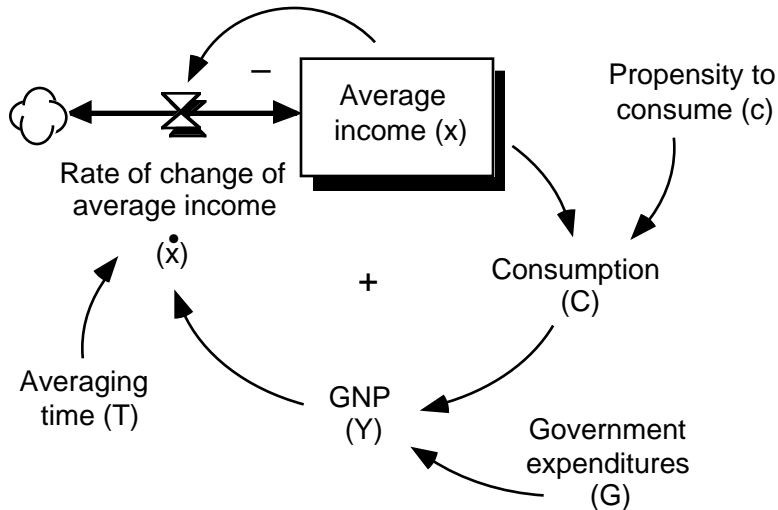 –
Average
income (x)
Propensity to
consume (c)
Rate of change of
average income
(ẋ)
+
Consumption
(C)
Averaging
time (T)
GNP
(Y)
Government
expenditures
(G)